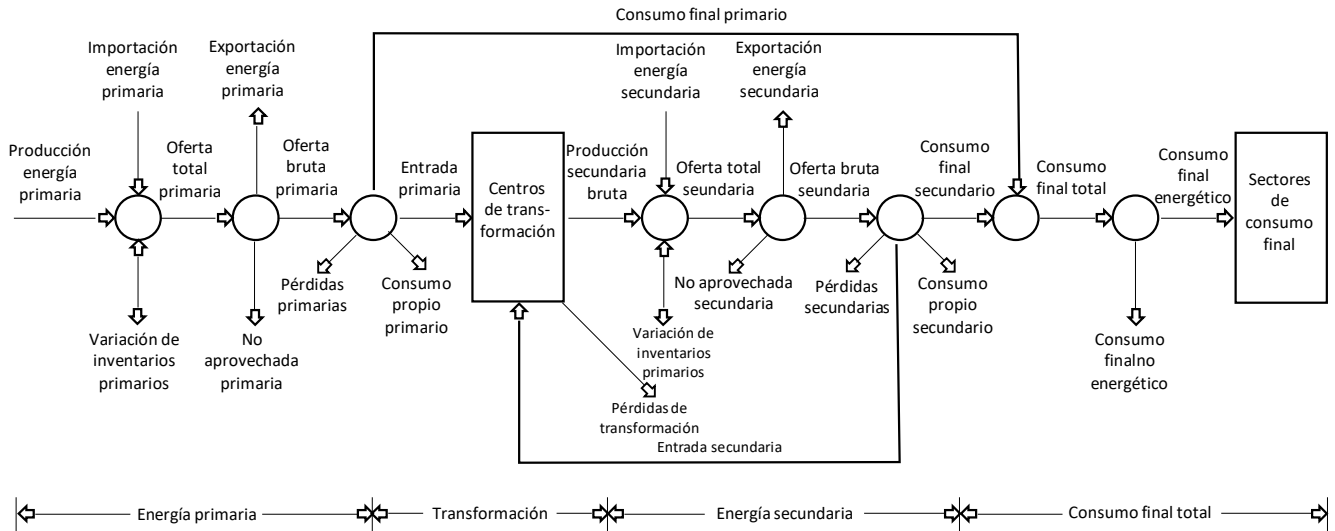 Consumo final primario
Importación
energía
primaria
Exportación
energía
primaria
Importación
energía
secundaria
Exportación
energía
secundaria
Producción
energía
primaria
Oferta
total
primaria
Oferta
bruta
primaria
Entrada
primaria
Centros
de trans-
formación
Producción
secundaria
bruta
Oferta total
seundaria
Oferta bruta
seundaria
Consumo
final
secundario
Consumo
final total
Consumo
final
energético
Sectores
de
consumo
final
Pérdidas
primarias
Consumo
propio
primario
No aprovechada
secundaria
Pérdidas
secundarias
Consumo
propio
secundario
Variación de
inventarios
primarios
No
aprovechada
primaria
Variación de
inventarios
primarios
Consumo
finalno
energético
Pérdidas de
transformación
Entrada secundaria
Energía primaria
Transformación
Energía secundaria
Consumo final total